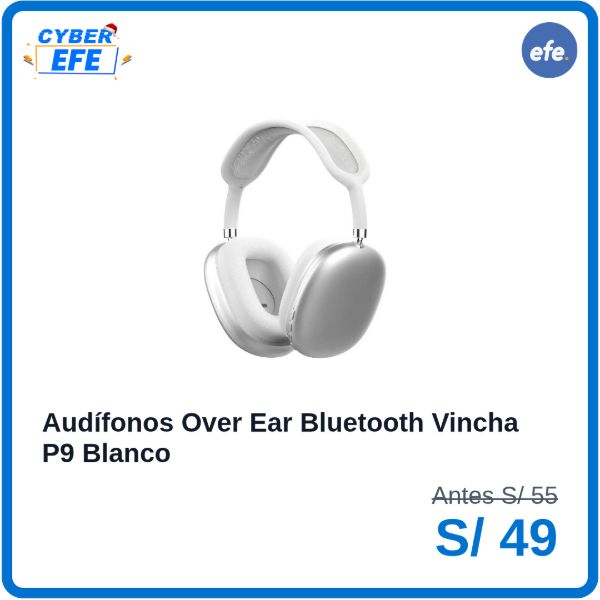 CYBER
EFE
efe.
Audífonos Over Ear Bluetooth Vincha
P9 Blanco
Antes S/ 55
S/ 49